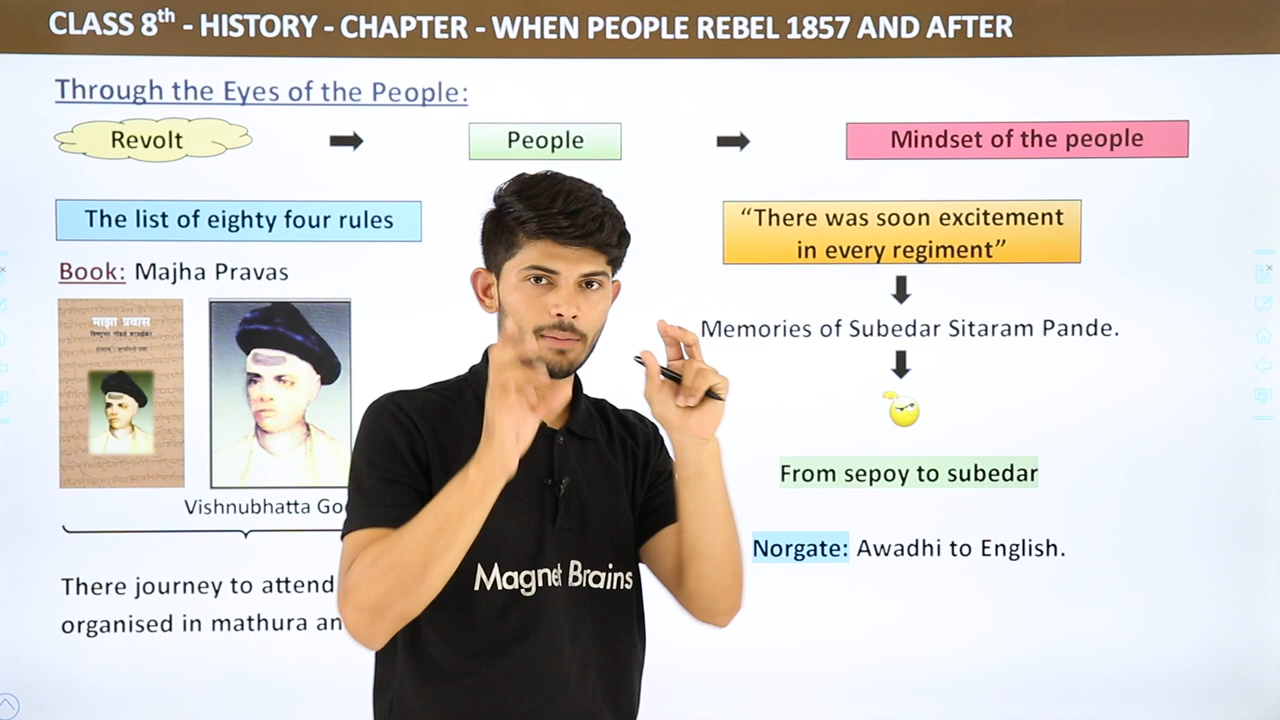 CLASS 8th - HISTORY - CHAPTER - WHEN PEOPLE REBEL 1857 AND AFTER
Through the Eyes of the People:
Revolt
People
Mindset of the people
The list of eighty four rules
Book: Majha Pravas
माझा प्रवास
Vishnubhatta Go
There journey to attend
organised in mathura an
“There was soon excitement
in every regiment”
Memories of Subedar Sitaram Pande.
From sepoy to subedar
Norgate: Awadhi to English.
Magnet Brains